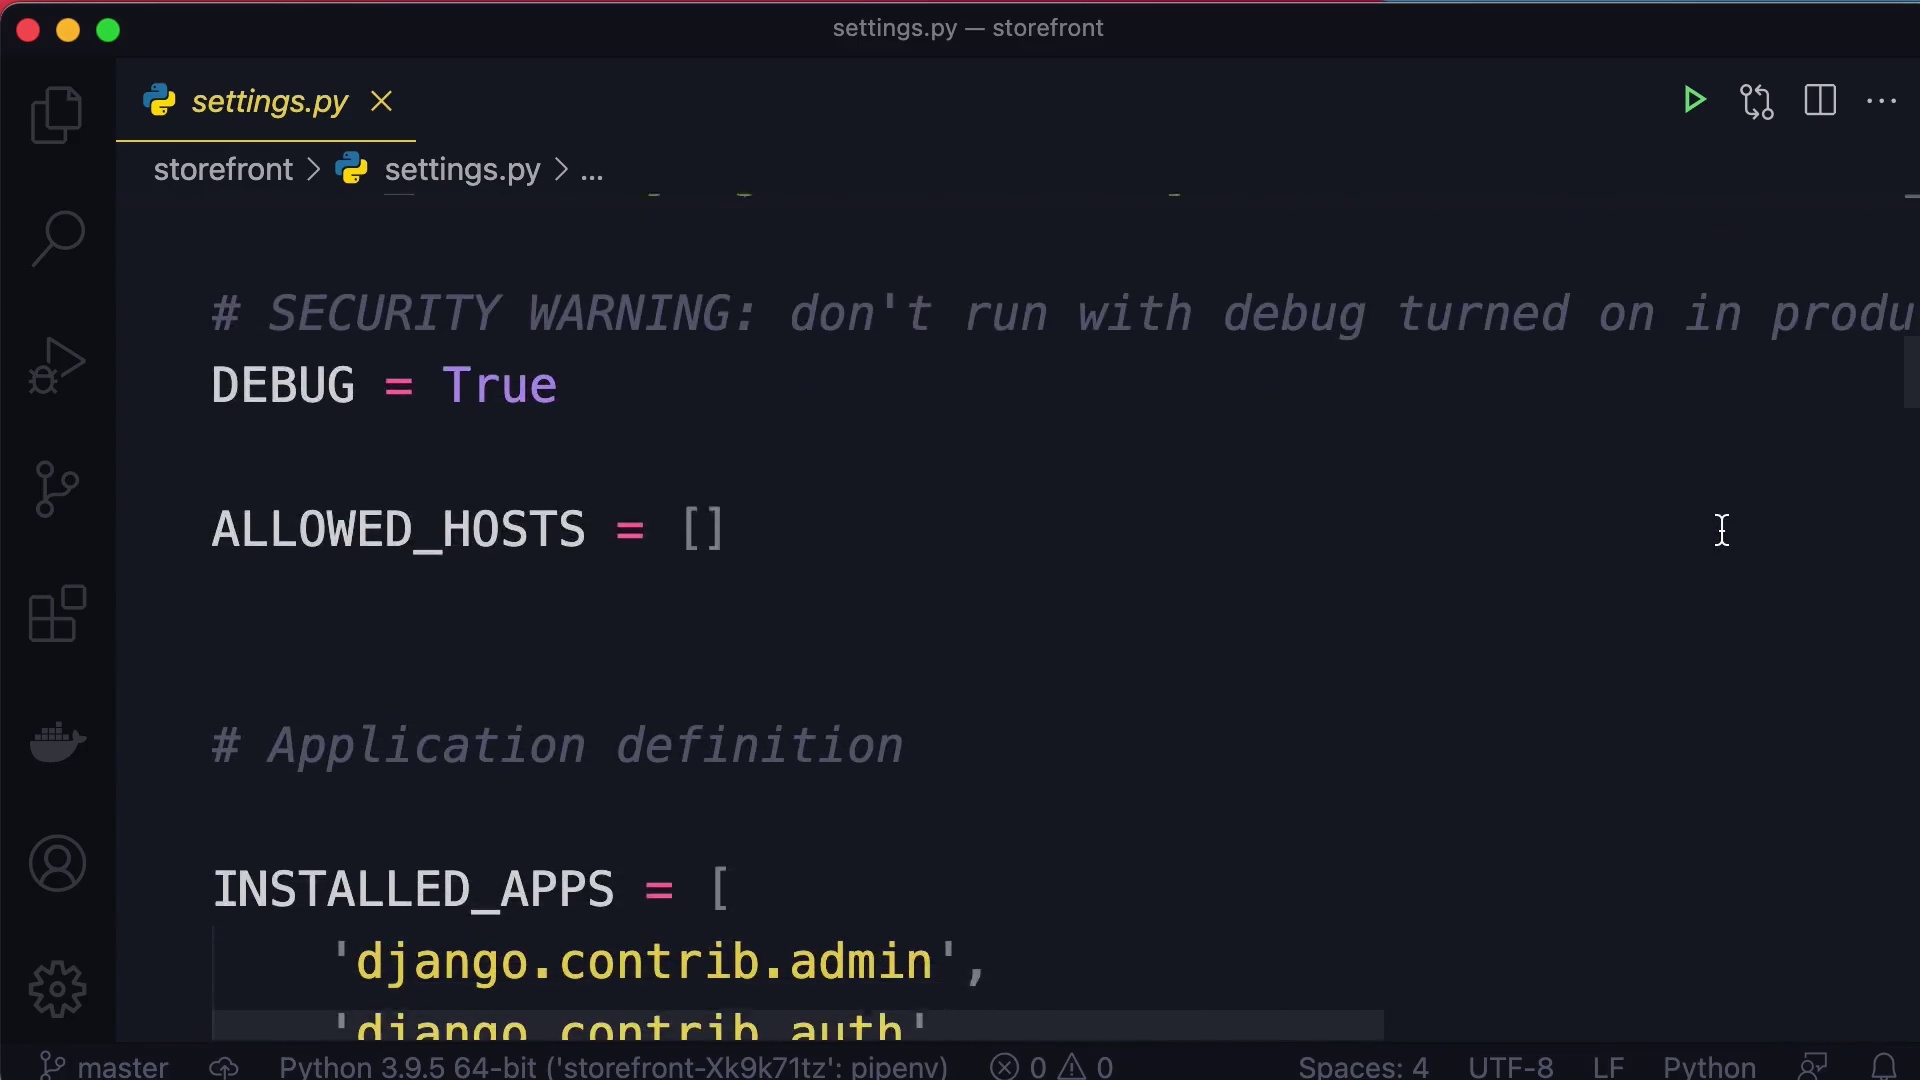 settings.py — storefront
settings.py
storefront > settings.py > ...
# SECURITY WARNING: don't run with debug turned on in produ
DEBUG = True
ALLOWED_HOSTS = []
# Application definition
INSTALLED_APPS = [
'django.contrib.admin',
'django.contrib.auth'
master Python 3.9.5 64-bit ('storefront-Xk9k71tz': pipenv) 0 0 Spaces: 4 UTF-8 LF Python